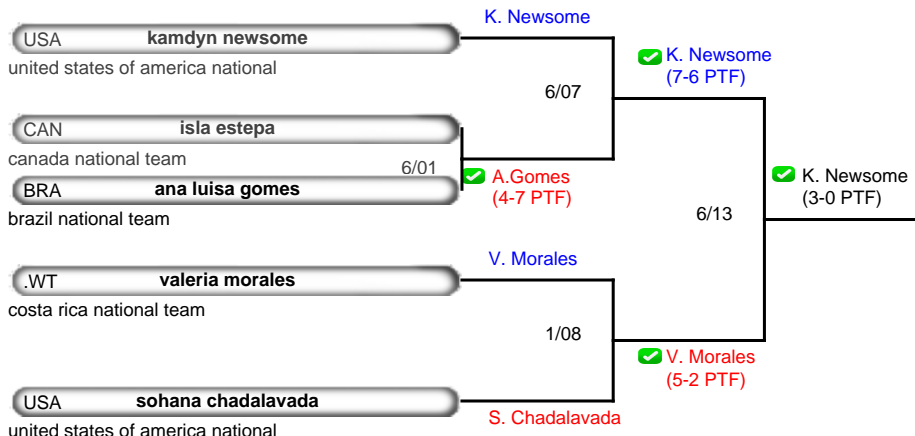 K. Newsome
USA kamdyn newsome
united states of america national
6/07
K. Newsome
(7-6 PTF)
CAN isla estepa
canada national team
6/01
A.Gomes
(4-7 PTF)
BRA ana luisa gomes
brazil national team
6/13
K. Newsome
(3-0 PTF)
V. Morales
.WT valeria morales
costa rica national team
1/08
V. Morales
(5-2 PTF)
USA sohana chadalavada
S. Chadalavada
united states of america national